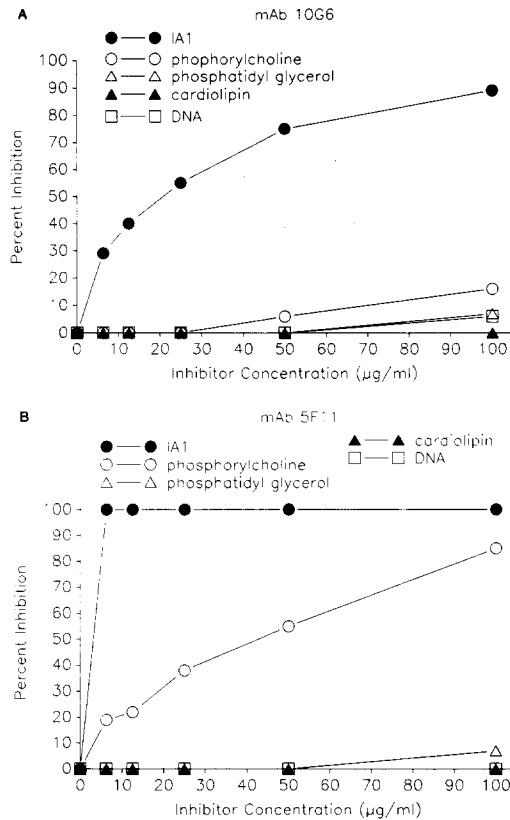 A
mAb 10G6
IA1
phophorylcholine
phosphatidyl glycerol
cardiolipin
DNA
100
90
80
70
60
50
40
30
20
10
0
Percent Inhibition
0 10 20 30 40 50 60 70 80 90 100
Inhibitor Concentration (µg/ml)
B
mAb 5F11
IA1
phosphorylcholine
phosphatidyl glycerol
cardiolipin
DNA
100
90
80
70
60
50
40
30
20
10
0
Percent Inhibition
0 10 20 30 40 50 60 70 80 90 100
Inhibitor Concentration (µg/ml)